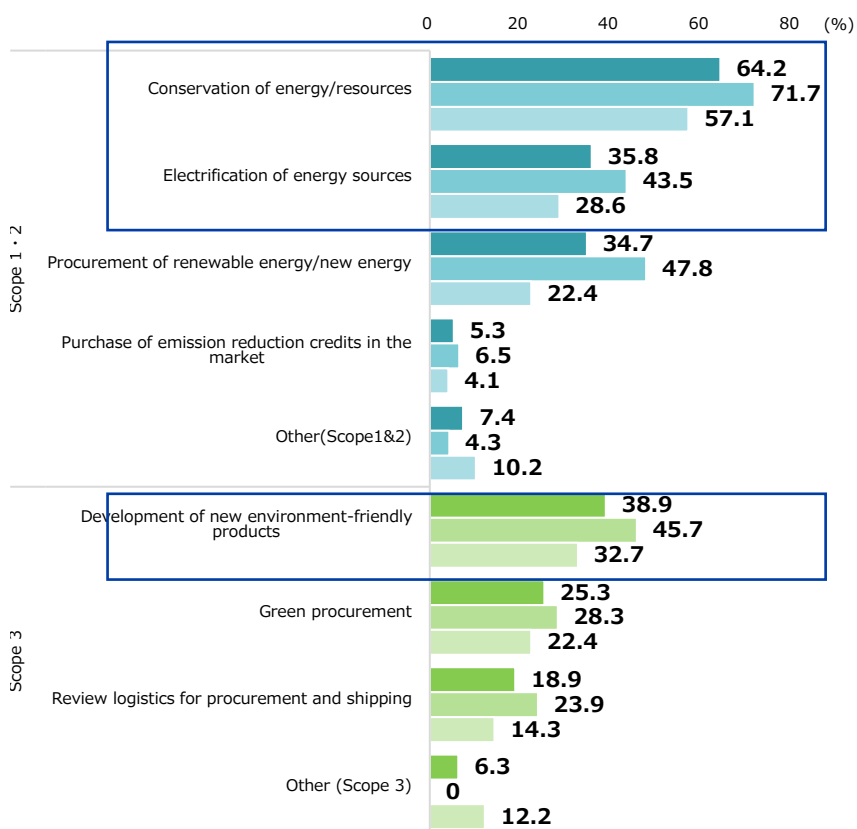 0 20 40 60 80 (%)
Scope 1・2
Conservation of energy/resources
64.2
71.7
57.1
Electrification of energy sources
35.8
43.5
28.6
Procurement of renewable energy/new energy
34.7
47.8
22.4
Purchase of emission reduction credits in the
market
5.3
6.5
4.1
Other(Scope1&2)
7.4
4.3
10.2
Scope 3
Development of new environment-friendly
products
38.9
45.7
32.7
Green procurement
25.3
28.3
22.4
Review logistics for procurement and shipping
18.9
23.9
14.3
Other (Scope 3)
6.3
0
12.2